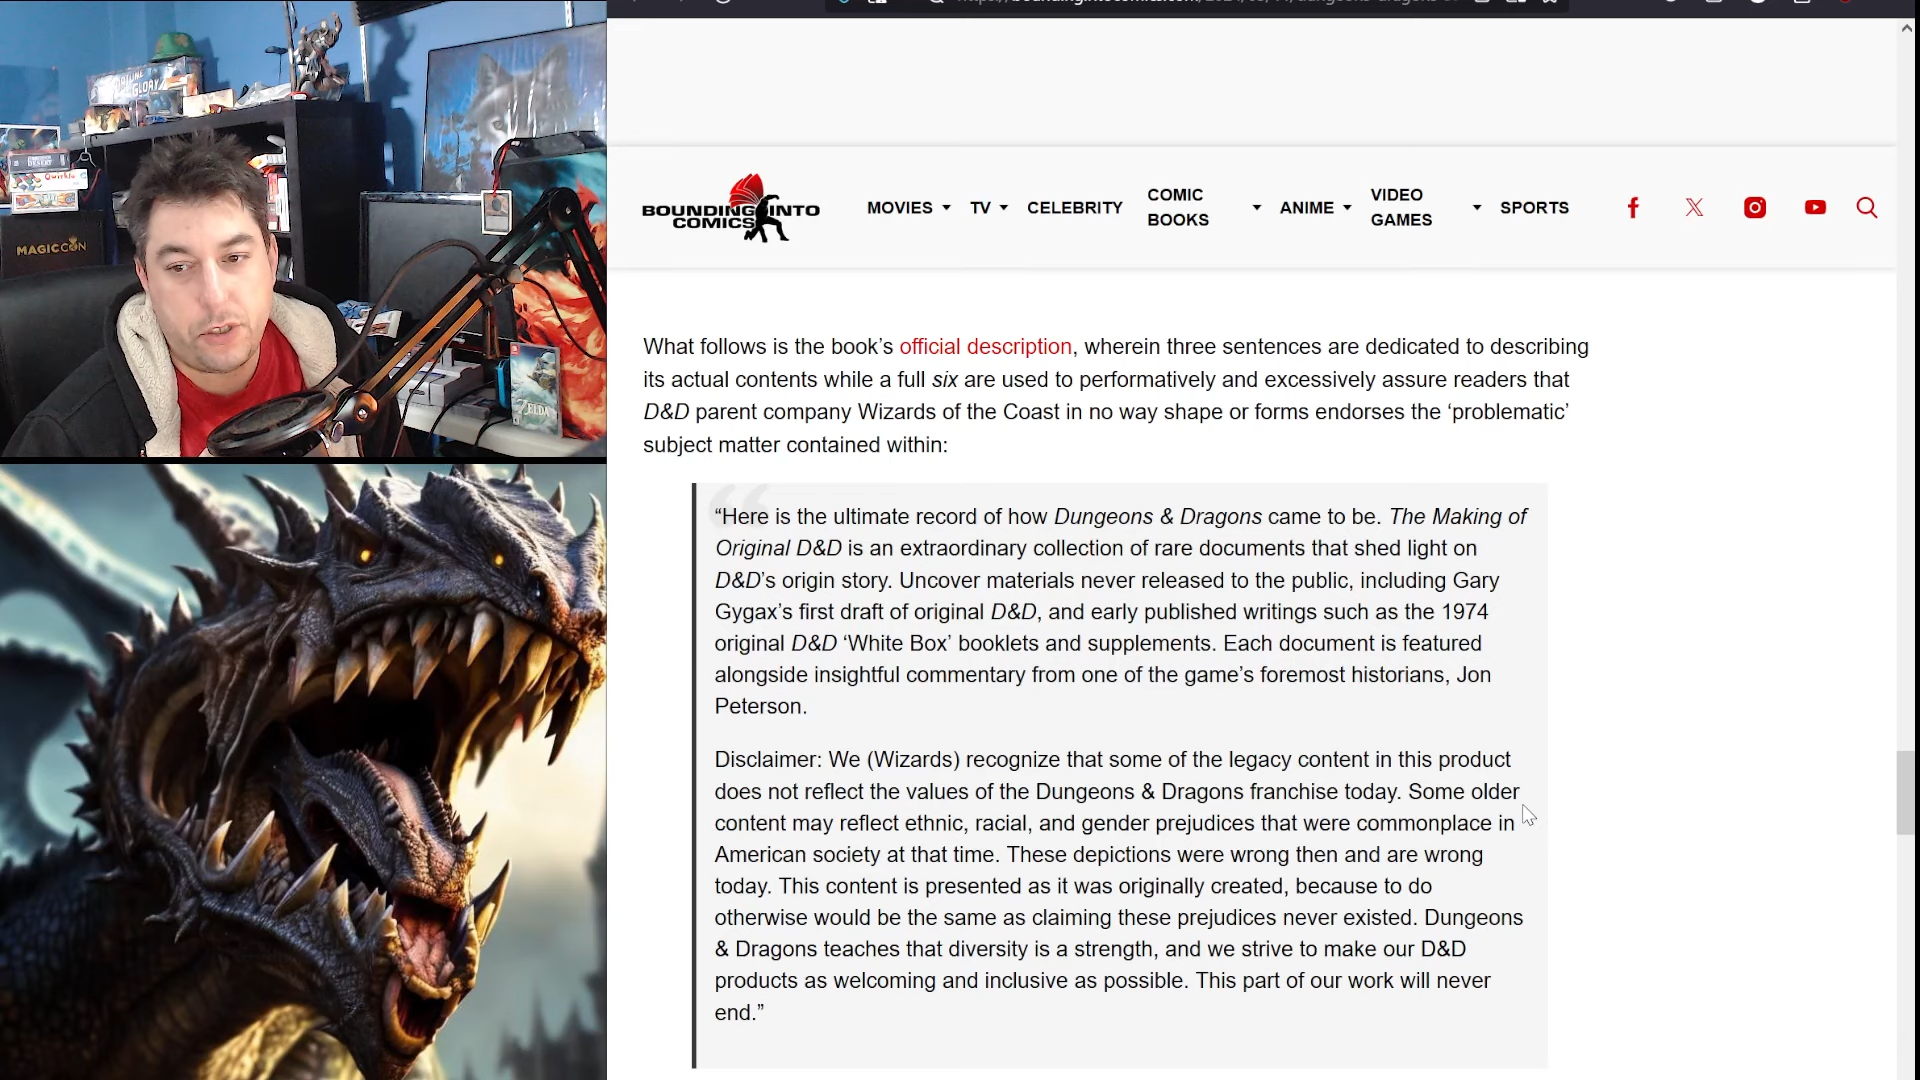 GLORY
Qwirkle
MAGICCON
ZELDA
BOUNDING INTO
COMICS
MOVIES
TV
CELEBRITY
COMIC
BOOKS
ANIME
VIDEO
GAMES
SPORTS
What follows is the book’s official description, wherein three sentences are dedicated to describing
its actual contents while a full six are used to performatively and excessively assure readers that
D&D parent company Wizards of the Coast in no way shape or forms endorses the ‘problematic’
subject matter contained within:
“Here is the ultimate record of how Dungeons & Dragons came to be. The Making of
Original D&D is an extraordinary collection of rare documents that shed light on
D&D’s origin story. Uncover materials never released to the public, including Gary
Gygax’s first draft of original D&D, and early published writings such as the 1974
original D&D ‘White Box’ booklets and supplements. Each document is featured
alongside insightful commentary from one of the game’s foremost historians, Jon
Peterson.
Disclaimer: We (Wizards) recognize that some of the legacy content in this product
does not reflect the values of the Dungeons & Dragons franchise today. Some older
content may reflect ethnic, racial, and gender prejudices that were commonplace in
American society at that time. These depictions were wrong then and are wrong
today. This content is presented as it was originally created, because to do
otherwise would be the same as claiming these prejudices never existed. Dungeons
& Dragons teaches that diversity is a strength, and we strive to make our D&D
products as welcoming and inclusive as possible. This part of our work will never
end.”